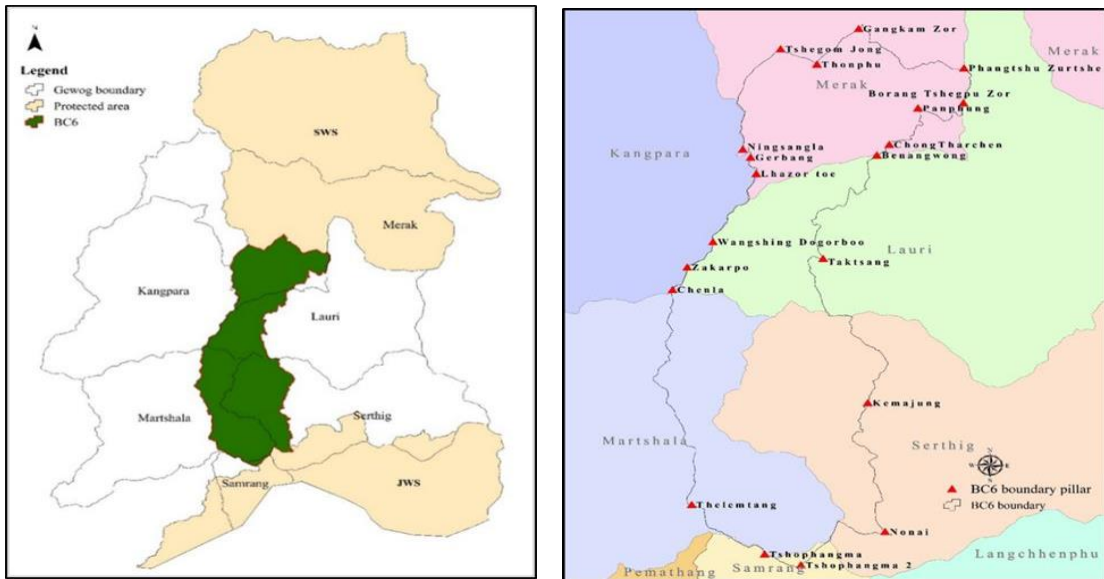 N
Legend
Gewog boundary
Protected area
BC6
SWS
Merak
Kangpara
Lauri
Martshala
Serthig
Samrang
JWS
Gangkam Zor
Tshegom Jong
Thonphu
Phangtshu Zurtshe
Merak
Merak
Borang Tshegpu Zor
Panphung
Kangpara
Ningsangla
Gerbang
ChongTharchen
Benangwong
Lhazor toe
Wangshing Dogorboo
Lauri
Taktsang
Zakarpo
Chenla
Kemajung
Martshala
Serthig
N
W
E
S
BC6 boundary pillar
BC6 boundary
Thelemtang
Nonai
Tshophangma
Langchhenphu
Tshophangma 2
Pemathang
Samrang